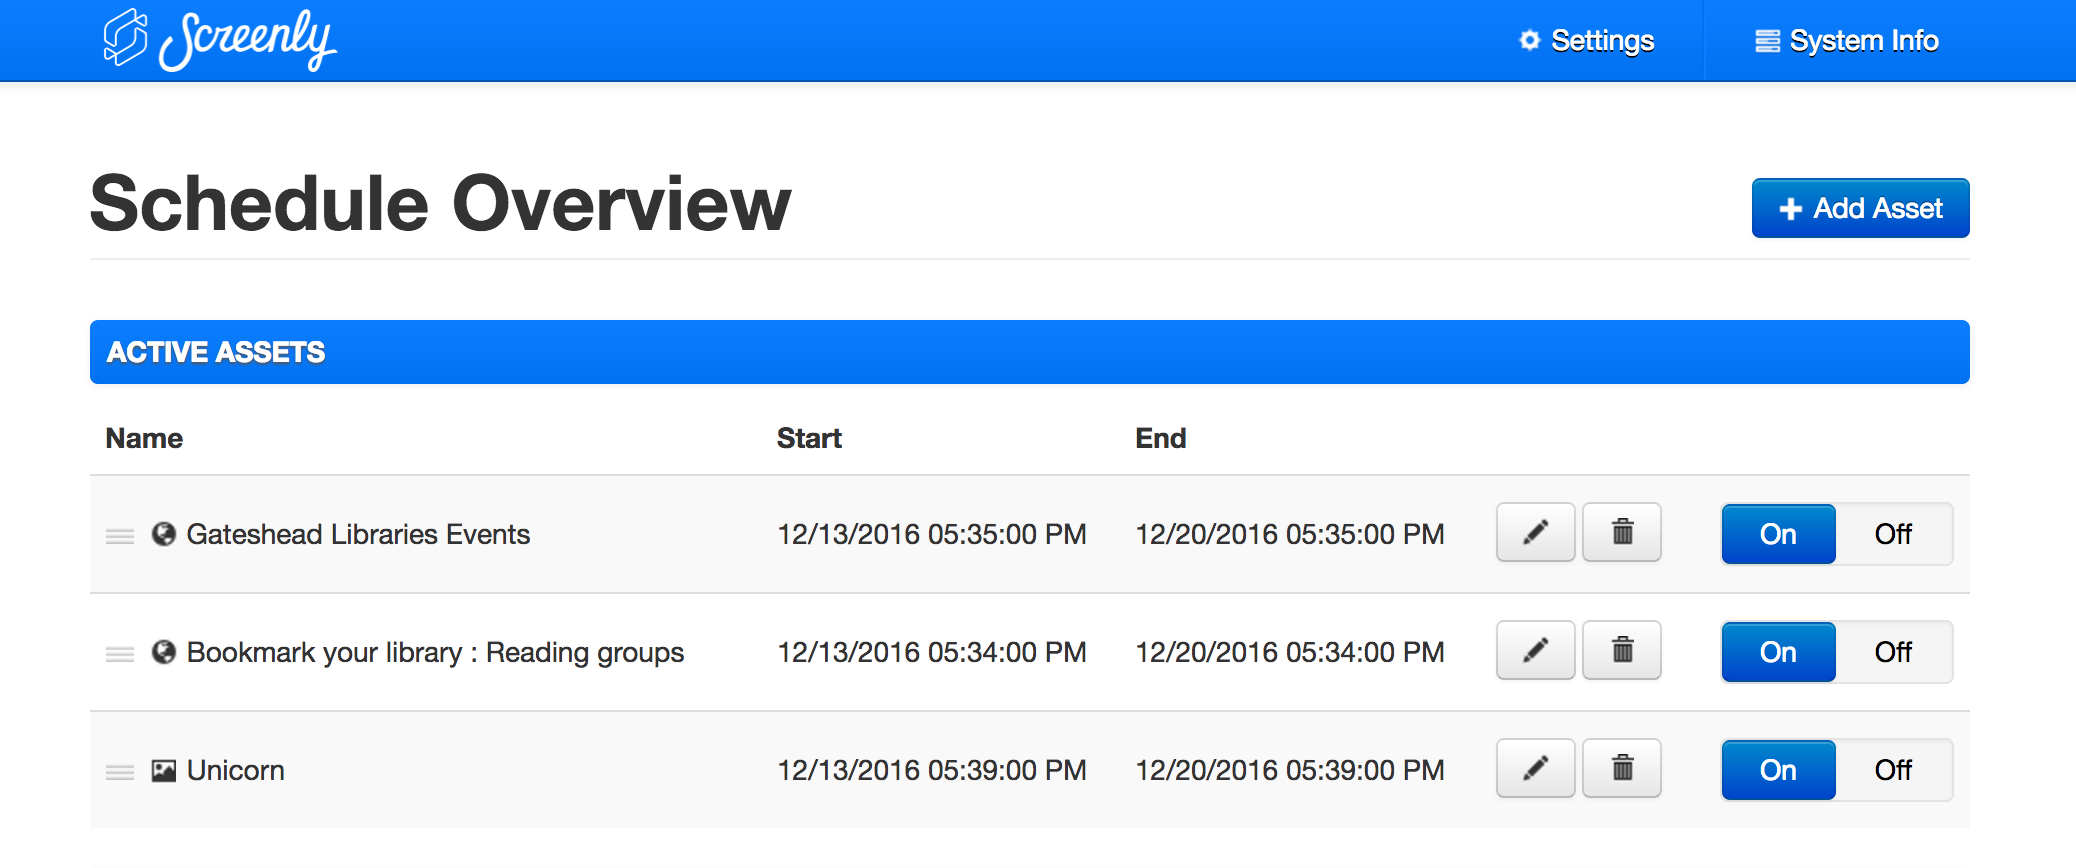 Screenly
Settings
System Info
Schedule Overview
Add Asset
ACTIVE ASSETS
Name Start End
Gateshead Libraries Events 12/13/2016 05:35:00 PM 12/20/2016 05:35:00 PM On Off
Bookmark your library : Reading groups 12/13/2016 05:34:00 PM 12/20/2016 05:34:00 PM On Off
Unicorn 12/13/2016 05:39:00 PM 12/20/2016 05:39:00 PM On Off